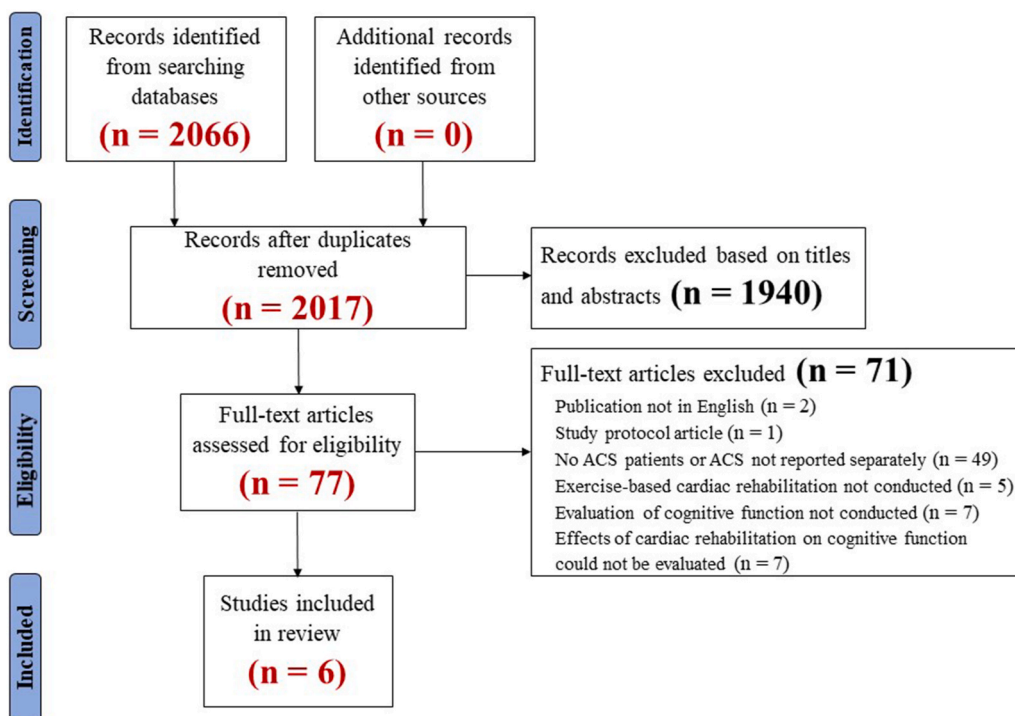 Identification
Records identified
from searching
databases
(n = 2066)
Additional records
identified from
other sources
(n = 0)
Screening
Records after duplicates
removed
(n = 2017)
Records excluded based on titles
and abstracts (n = 1940)
Eligibility
Full-text articles
assessed for eligibility
(n = 77)
Full-text articles excluded (n = 71)
Publication not in English (n = 2)
Study protocol article (n = 1)
No ACS patients or ACS not reported separately (n = 49)
Exercise-based cardiac rehabilitation not conducted (n = 5)
Evaluation of cognitive function not conducted (n = 7)
Effects of cardiac rehabilitation on cognitive function
could not be evaluated (n = 7)
Included
Studies included
in review
(n = 6)